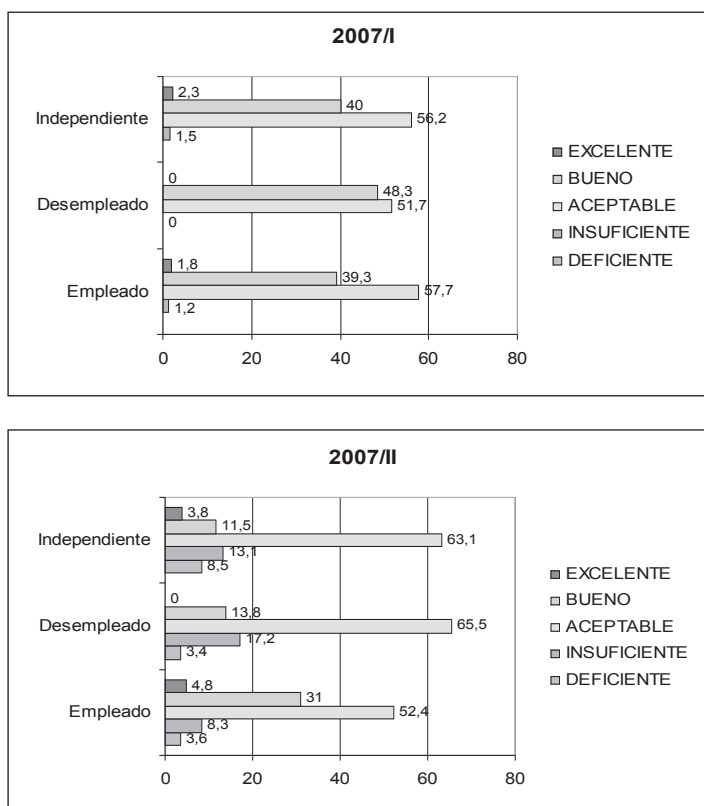 2007/I
2,3
40
Independiente
56,2
1,5
0
48,3
Desempleado
51,7
0
1,8
39,3
Empleado
57,7
1,2
0 20 40 60 80
EXCELENTE
BUENO
ACEPTABLE
INSUFICIENTE
DEFICIENTE
2007/II
3,8
11,5
Independiente
63,1
13,1
8,5
0
13,8
Desempleado
65,5
17,2
3,4
4,8
31
Empleado
52,4
8,3
3,6
0 20 40 60 80
EXCELENTE
BUENO
ACEPTABLE
INSUFICIENTE
DEFICIENTE